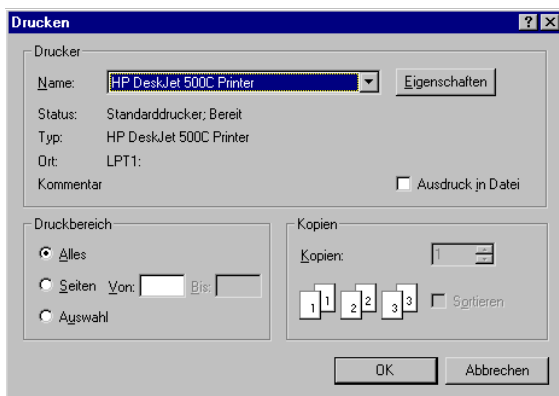 Drucken
Drucker
Name: HP DeskJet 500C Printer Eigenschaften
Status: Standarddrucker; Bereit
Typ: HP DeskJet 500C Printer
Ort: LPT1:
Kommentar Ausdruck in Datei
Druckbereich
Alles
Seiten Von: Bis:
Auswahl
Kopien
Kopien: 1
1 1 2 2 3 3 Sortieren
OK Abbrechen